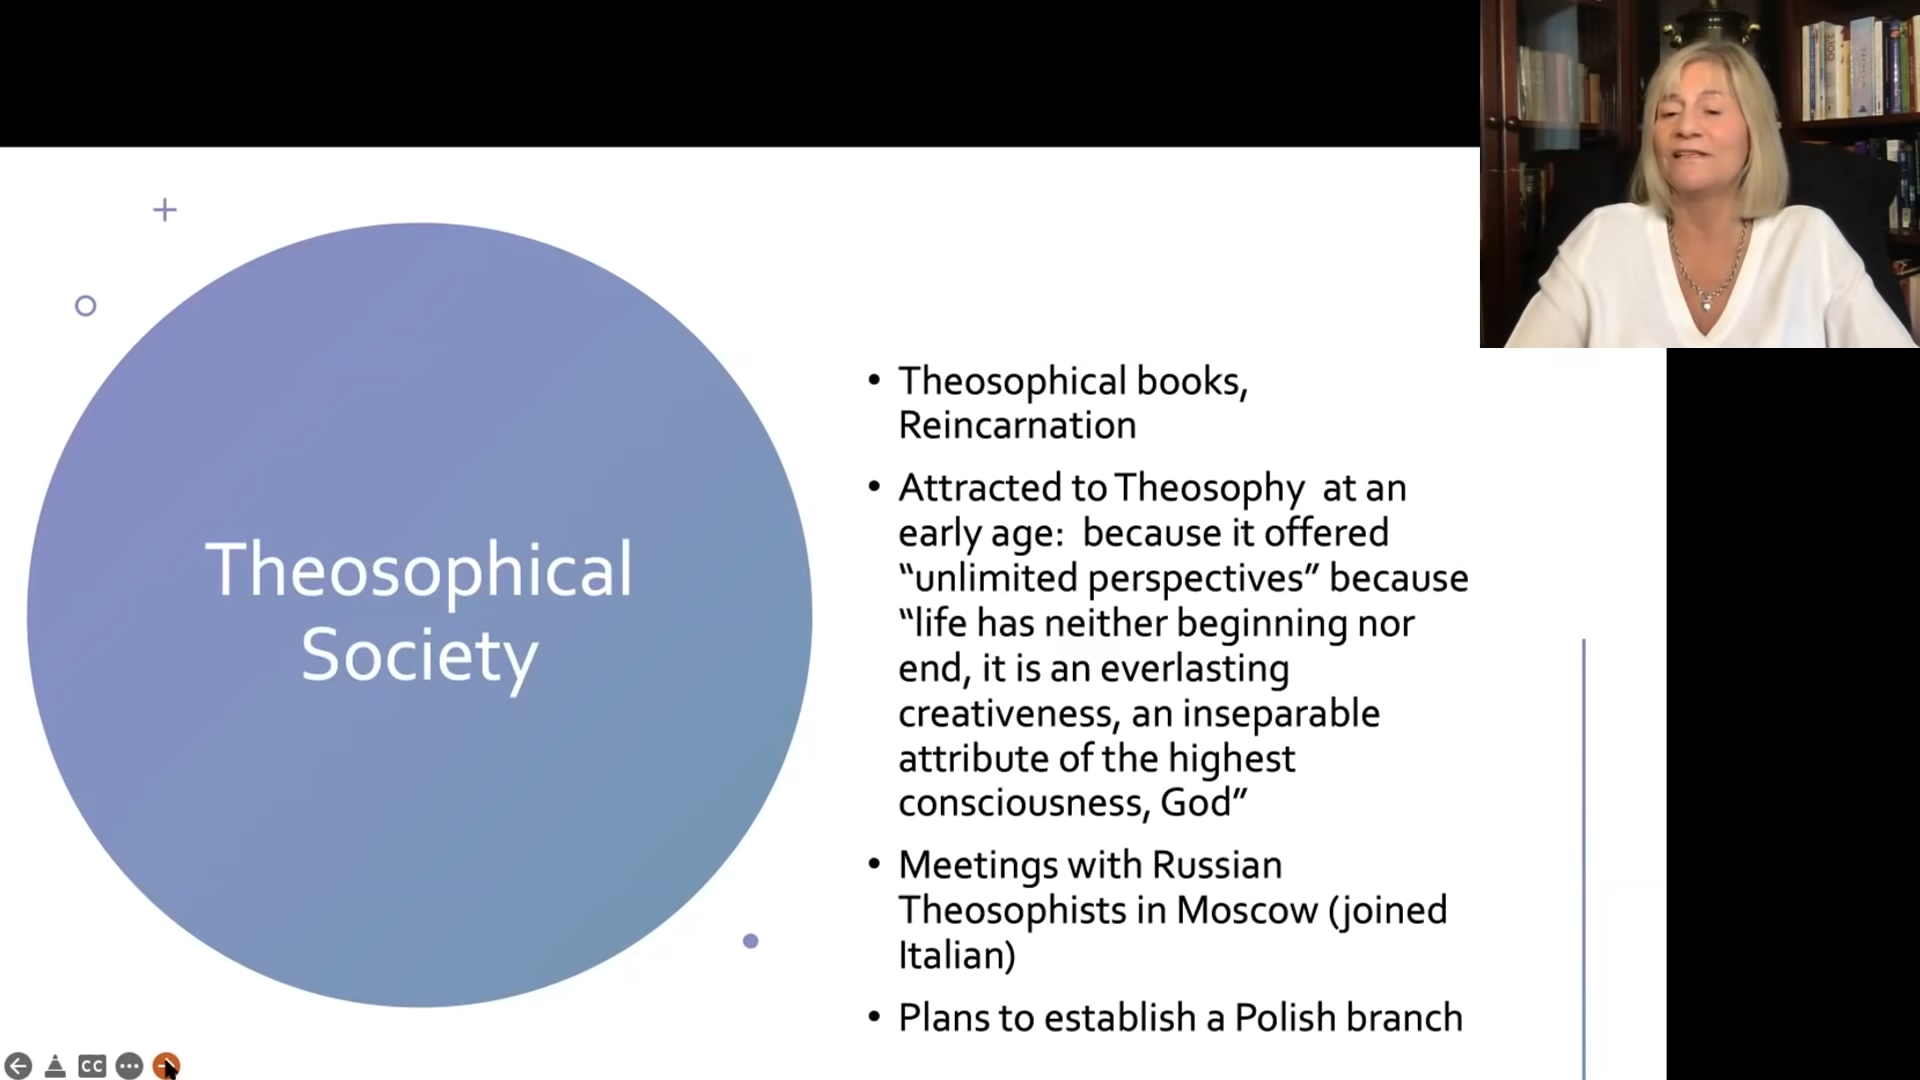 Theosophical
Society
• Theosophical books,
Reincarnation
• Attracted to Theosophy  at an
early age:  because it offered
“unlimited perspectives” because
“life has neither beginning nor
end, it is an everlasting
creativeness, an inseparable
attribute of the highest
consciousness, God”
• Meetings with Russian
Theosophists in Moscow (joined
Italian)
• Plans to establish a Polish branch
CC